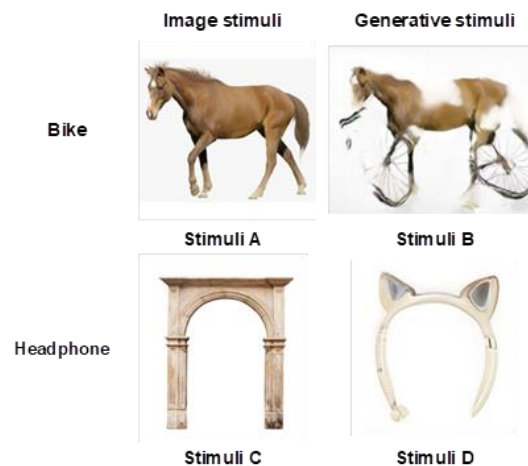 Image stimuli
Generative stimuli
Bike
Stimuli A
Stimuli B
Headphone
Stimuli C
Stimuli D